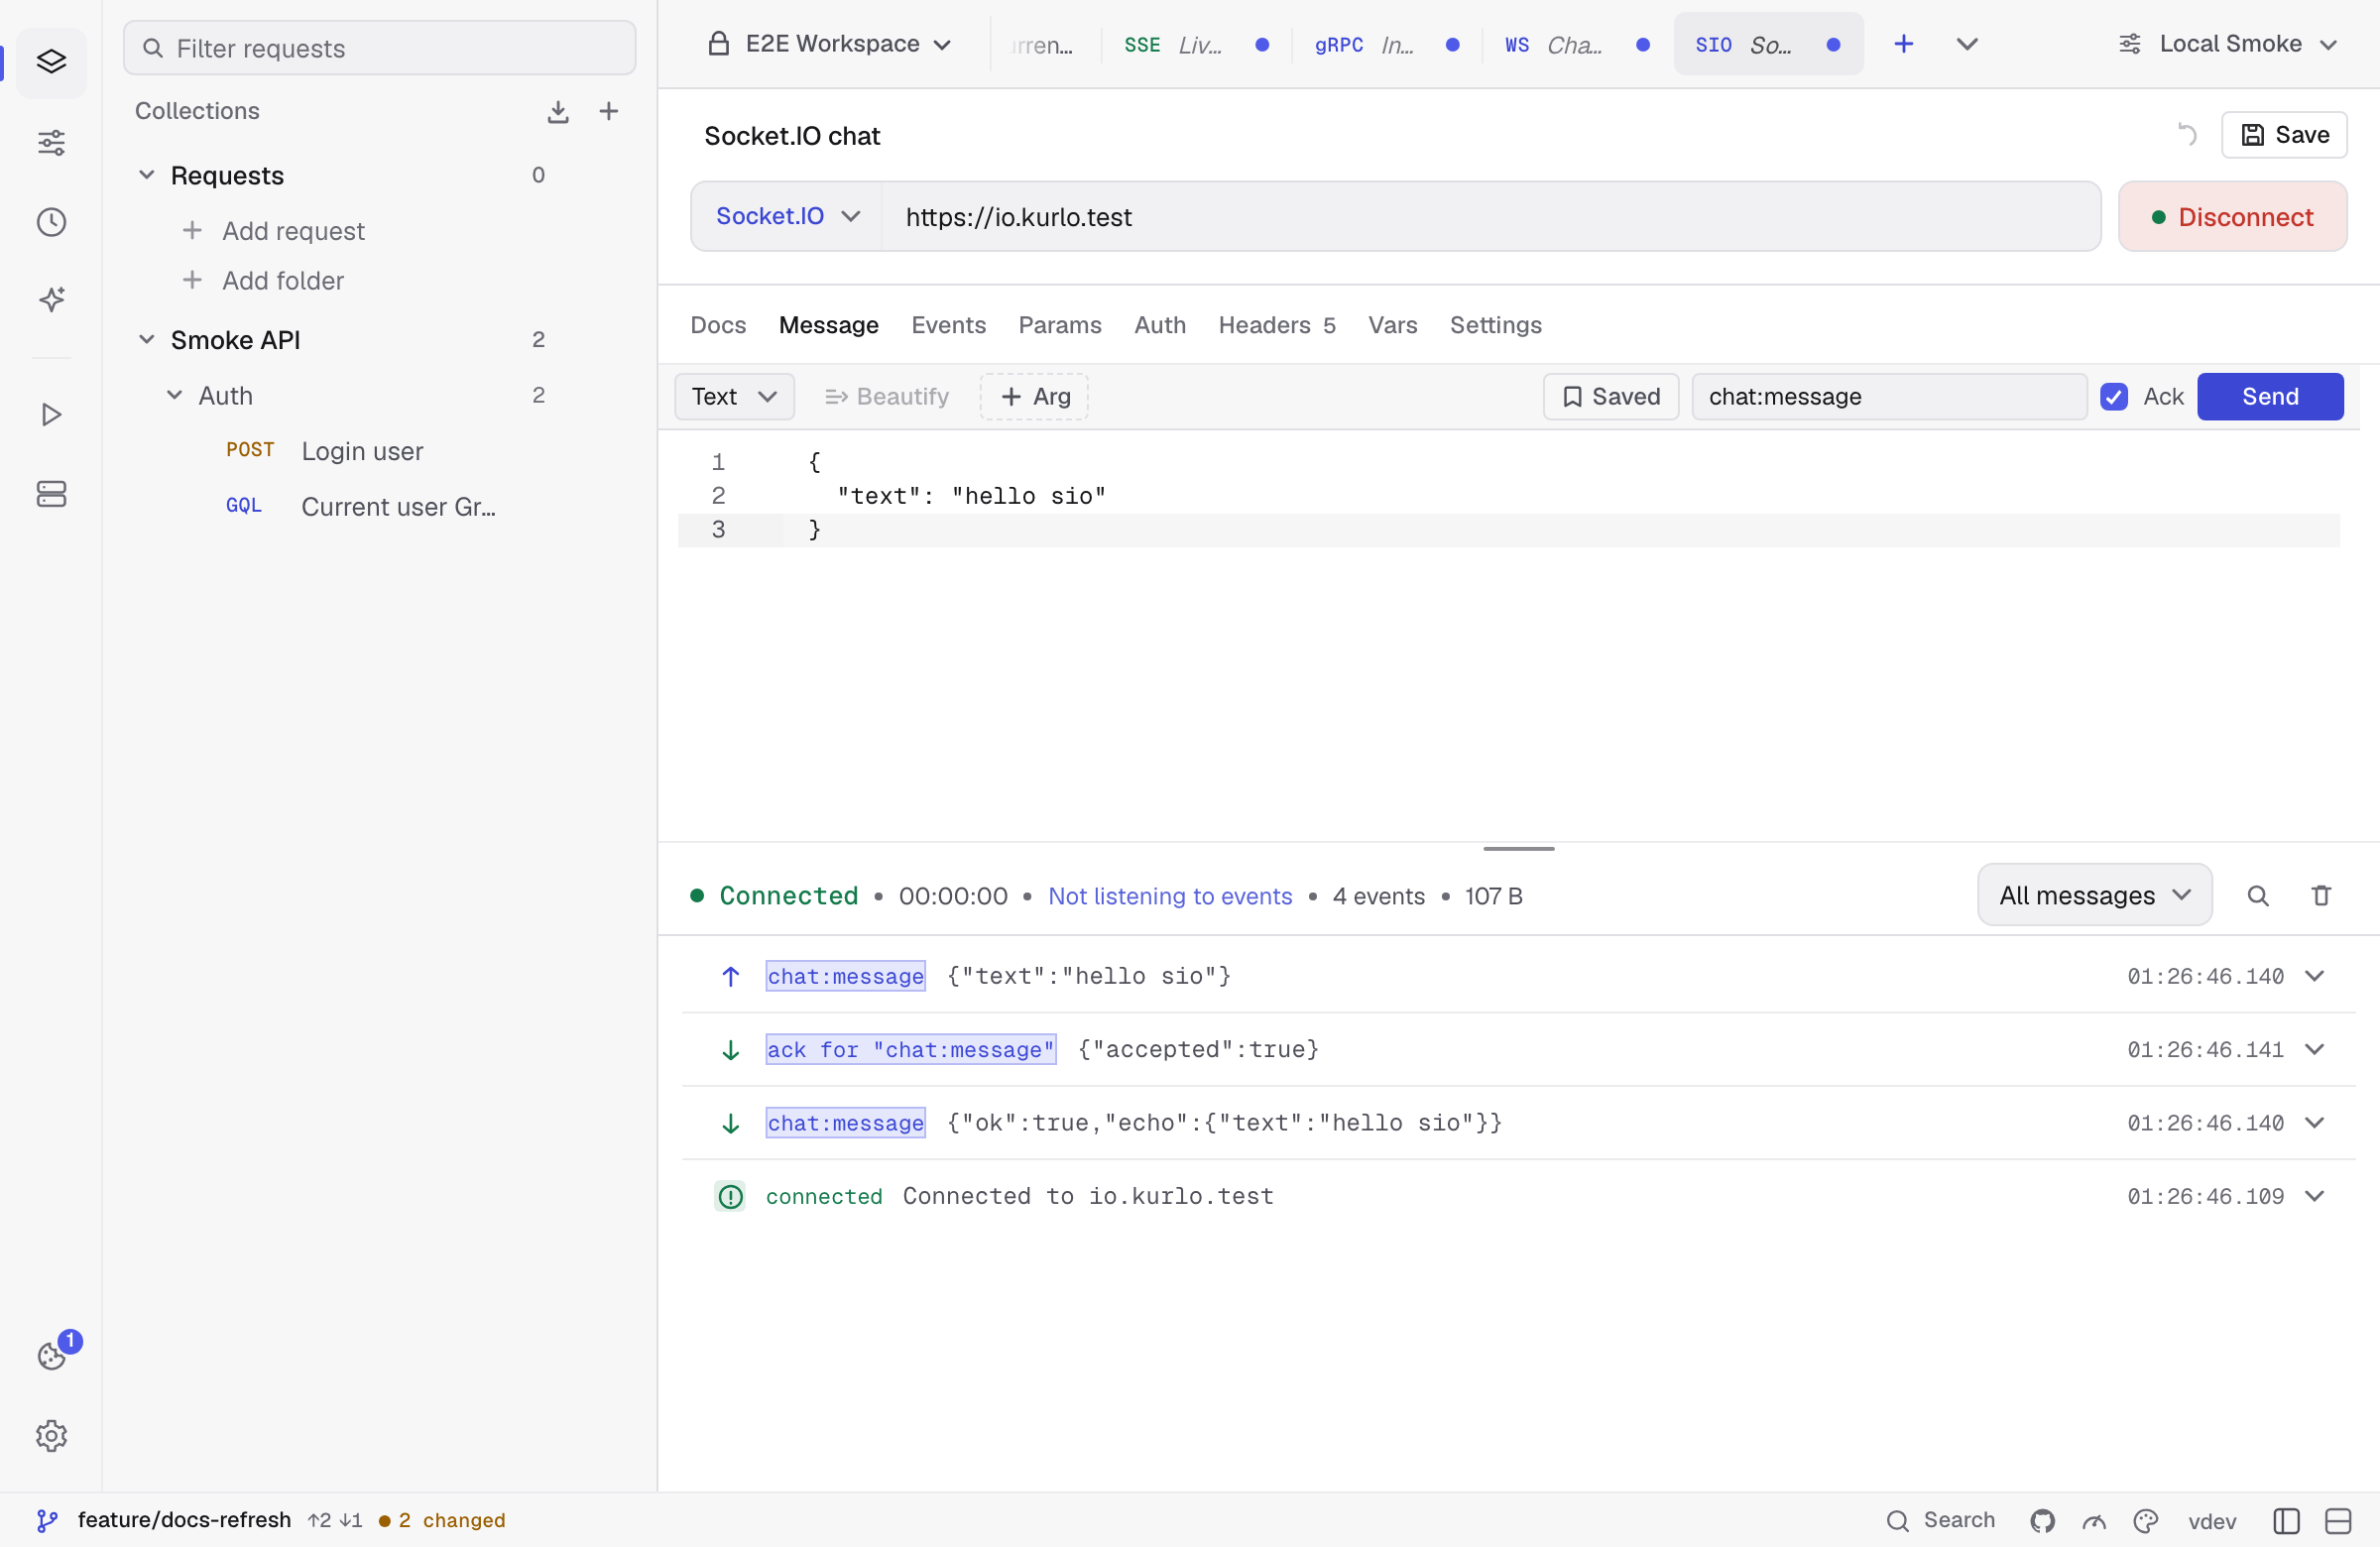 Filter requests
Collections
Requests 0
Add request
Add folder
Smoke API 2
Auth 2
POST Login user
GQL Current user Gr...
1
E2E Workspace
SSE Liv...
gRPC In...
WS Cha...
SIO So...
Local Smoke
Socket.IO chat
Save
Socket.IO https://io.kurlo.test
Disconnect
Docs Message Events Params Auth Headers 5 Vars Settings
Text Beautify + Arg Saved chat:message Ack Send
1 {
2 "text": "hello sio"
3 }
Connected • 00:00:00 • Not listening to events • 4 events • 107 B
All messages
↑ chat:message {"text":"hello sio"} 01:26:46.140
↓ ack for "chat:message" {"accepted":true} 01:26:46.141
↓ chat:message {"ok":true,"echo":{"text":"hello sio"}} 01:26:46.140
connected Connected to io.kurlo.test 01:26:46.109
feature/docs-refresh ↑2 ↓1 2 changed
Search
vdev